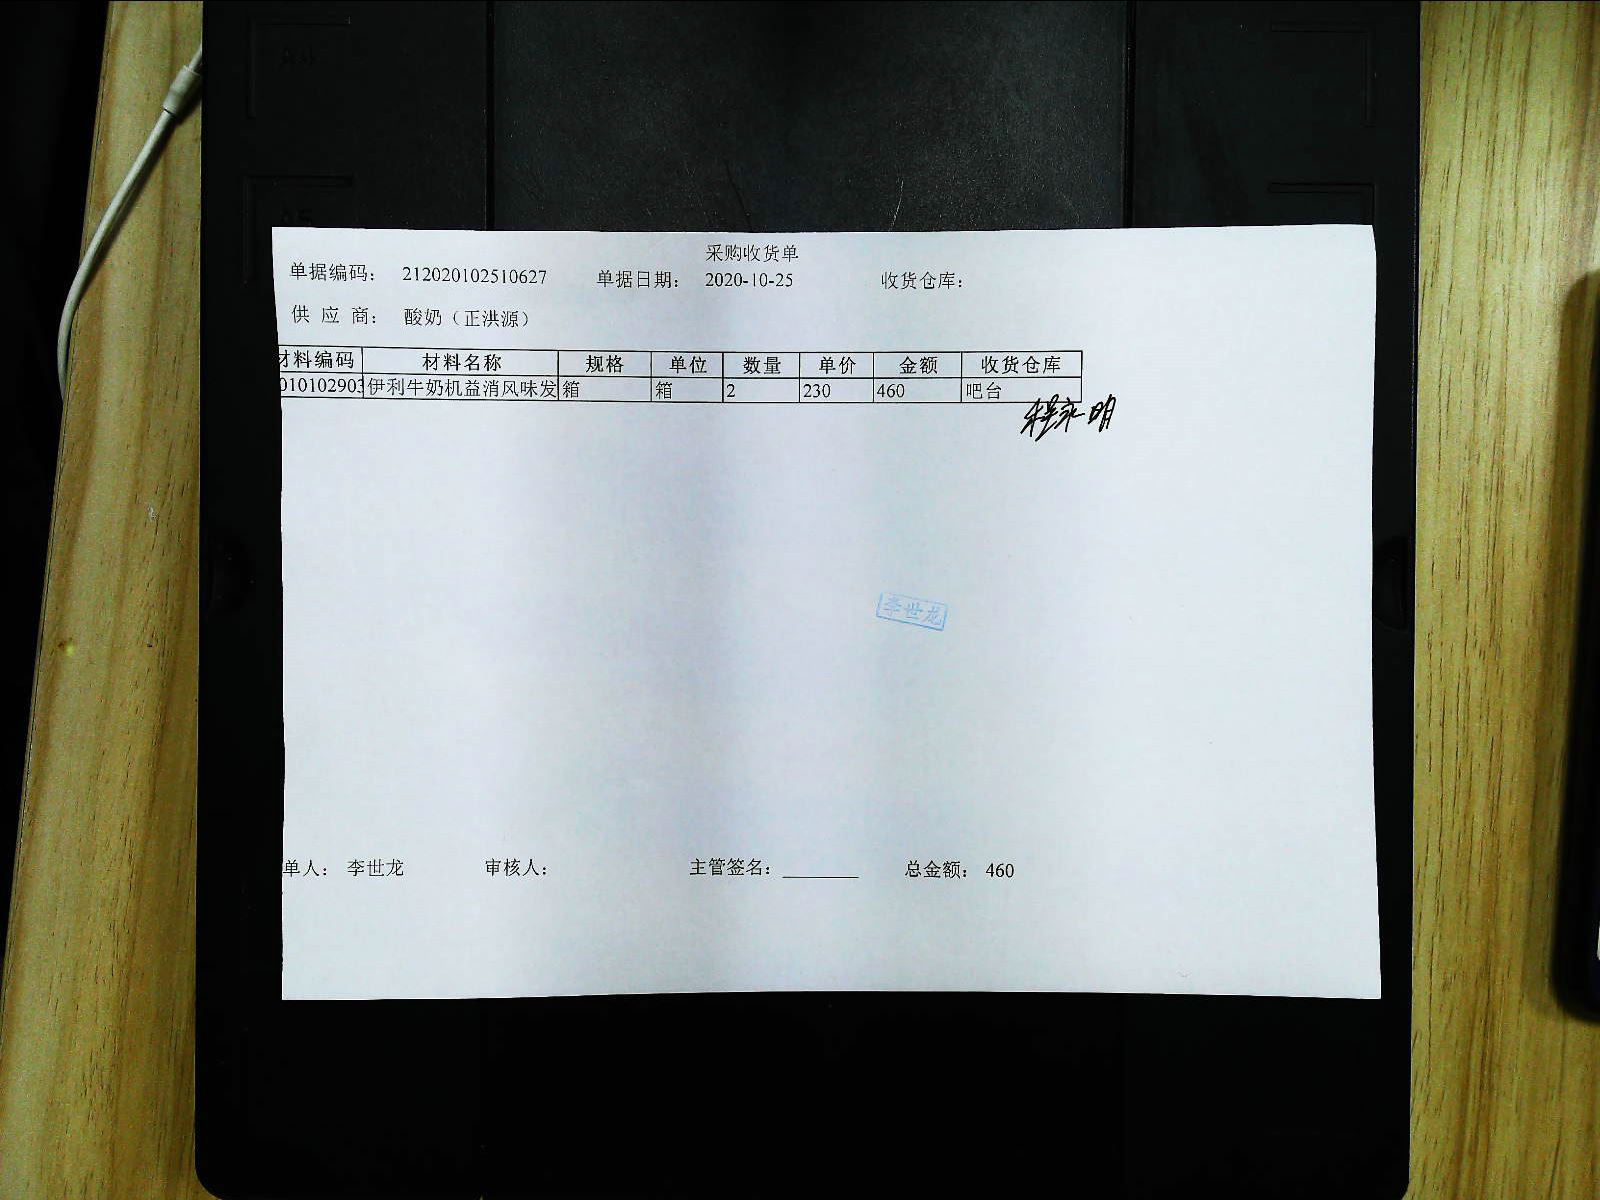 采购收货单
单据编码： 212020102510627 单据日期： 2020-10-25 收货仓库：
供 应 商： 酸奶（正洪源）
材料编码 材料名称 规格 单位 数量 单价 金额 收货仓库
010102903 伊利牛奶机益消风味发 箱 箱 2 230 460 吧台
程永明
李世龙
单人： 李世龙 审核人： 主管签名： 总金额： 460